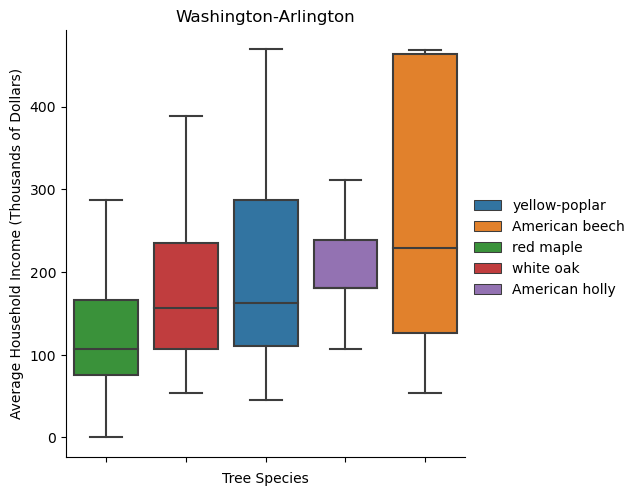 Washington-Arlington
Average Household Income (Thousands of Dollars)
400
300
200
100
0
Tree Species
yellow-poplar
American beech
red maple
white oak
American holly